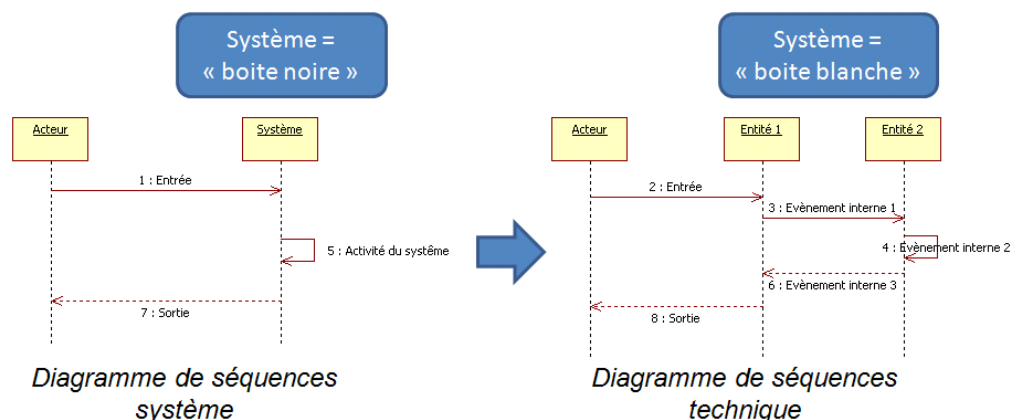 Système =
« boite noire »
Système =
« boite blanche »
Acteur
Système
1 : Entrée
5 : Activité du systême
7 : Sortie
Diagramme de séquences
système
Acteur
Entité 1
Entité 2
2 : Entrée
3 : Evènement interne 1
4 : Evènement interne 2
6 : Evènement interne 3
8 : Sortie
Diagramme de séquences
technique